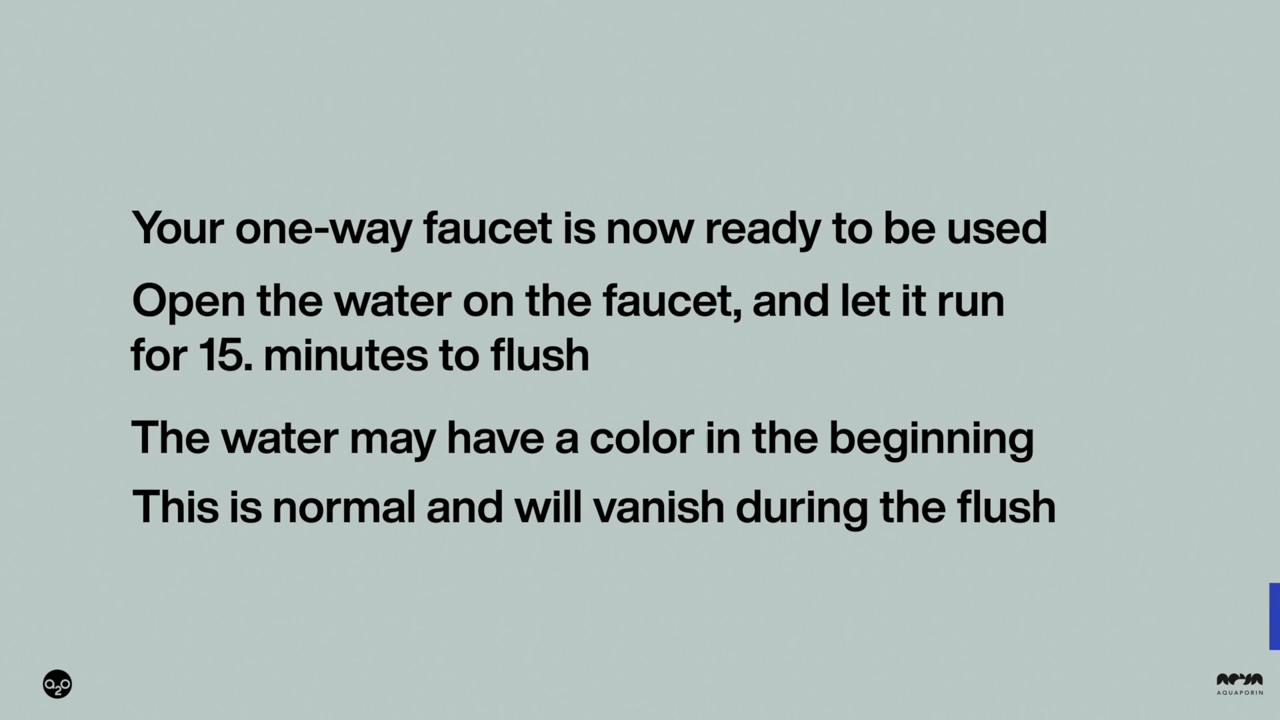 Your one-way faucet is now ready to be used
Open the water on the faucet, and let it run
for 15. minutes to flush
The water may have a color in the beginning
This is normal and will vanish during the flush
a2o
AQUAPORIN